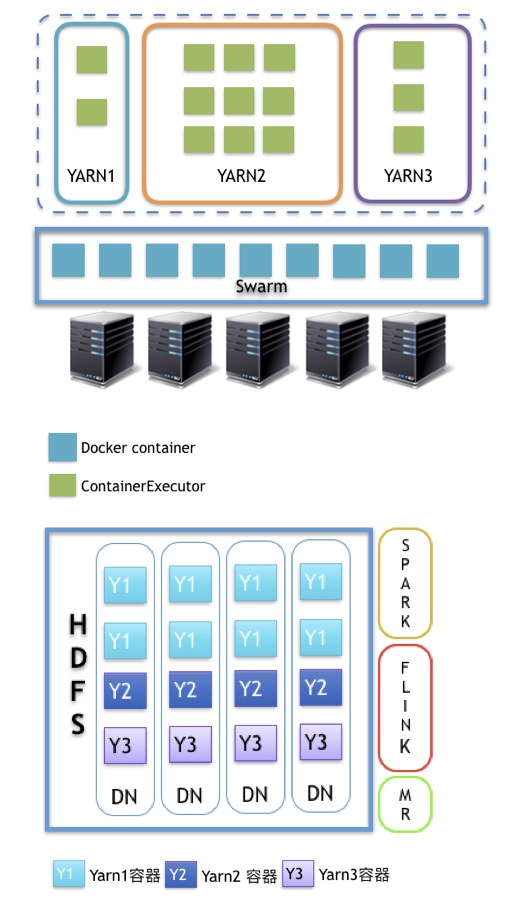 YARN1
YARN2
YARN3
Swarm
Docker container
ContainerExecutor
HDFS
Y1 Y1 Y1 Y1
Y1 Y1 Y1 Y1
Y2 Y2 Y2 Y2
Y3 Y3 Y3 Y3
DN DN DN DN
SPARK
FLINK
MR
Y1 Yarn1容器 Y2 Yarn2 容器 Y3 Yarn3容器